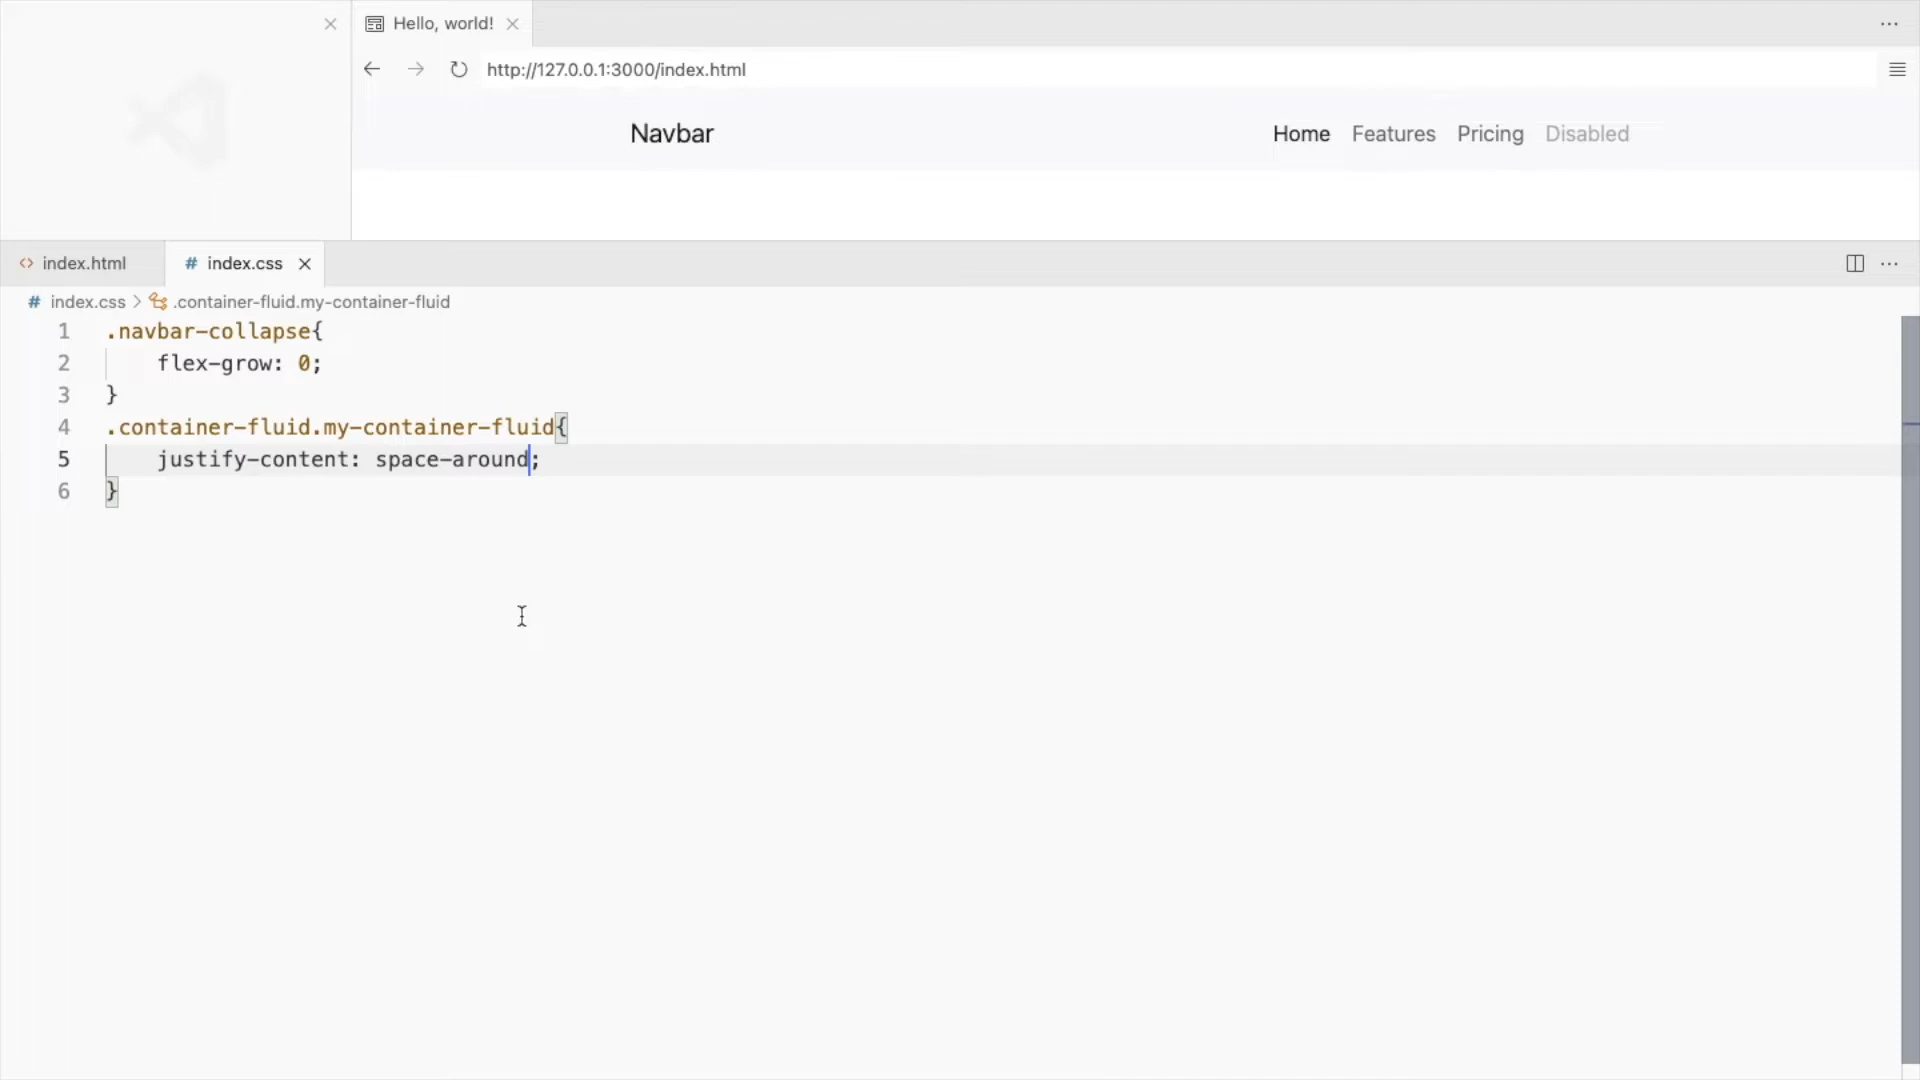 Hello, world!
http://127.0.0.1:3000/index.html
Navbar Home Features Pricing Disabled
index.html # index.css
# index.css > .container-fluid.my-container-fluid
1 .navbar-collapse{
2 flex-grow: 0;
3 }
4 .container-fluid.my-container-fluid{
5 justify-content: space-around;
6 }